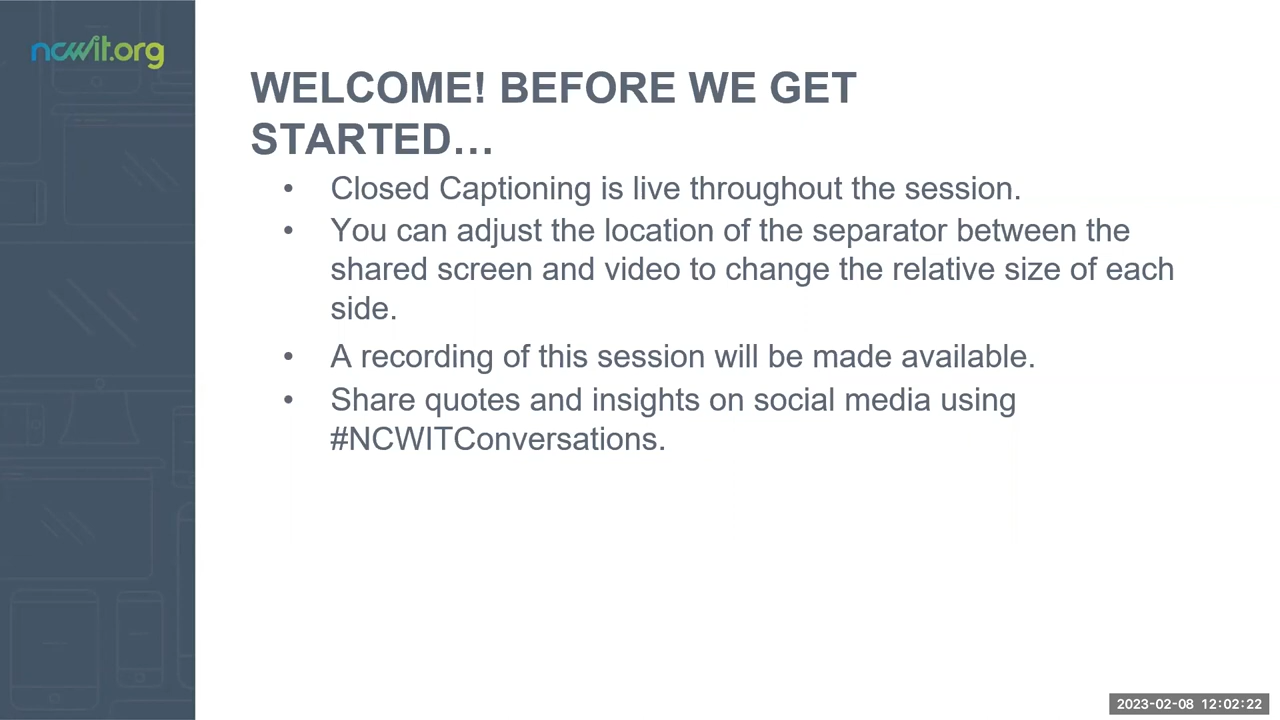 ncwit.org
WELCOME! BEFORE WE GET
STARTED…
• Closed Captioning is live throughout the session.
• You can adjust the location of the separator between the
shared screen and video to change the relative size of each
side.
• A recording of this session will be made available.
• Share quotes and insights on social media using
#NCWITConversations.
2023-02-08 12:02:22